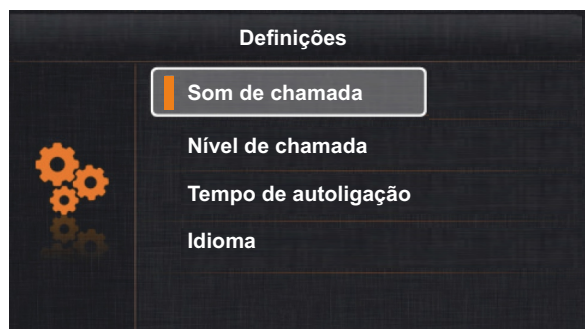 Definições
Som de chamada
Nível de chamada
Tempo de autoligação
Idioma